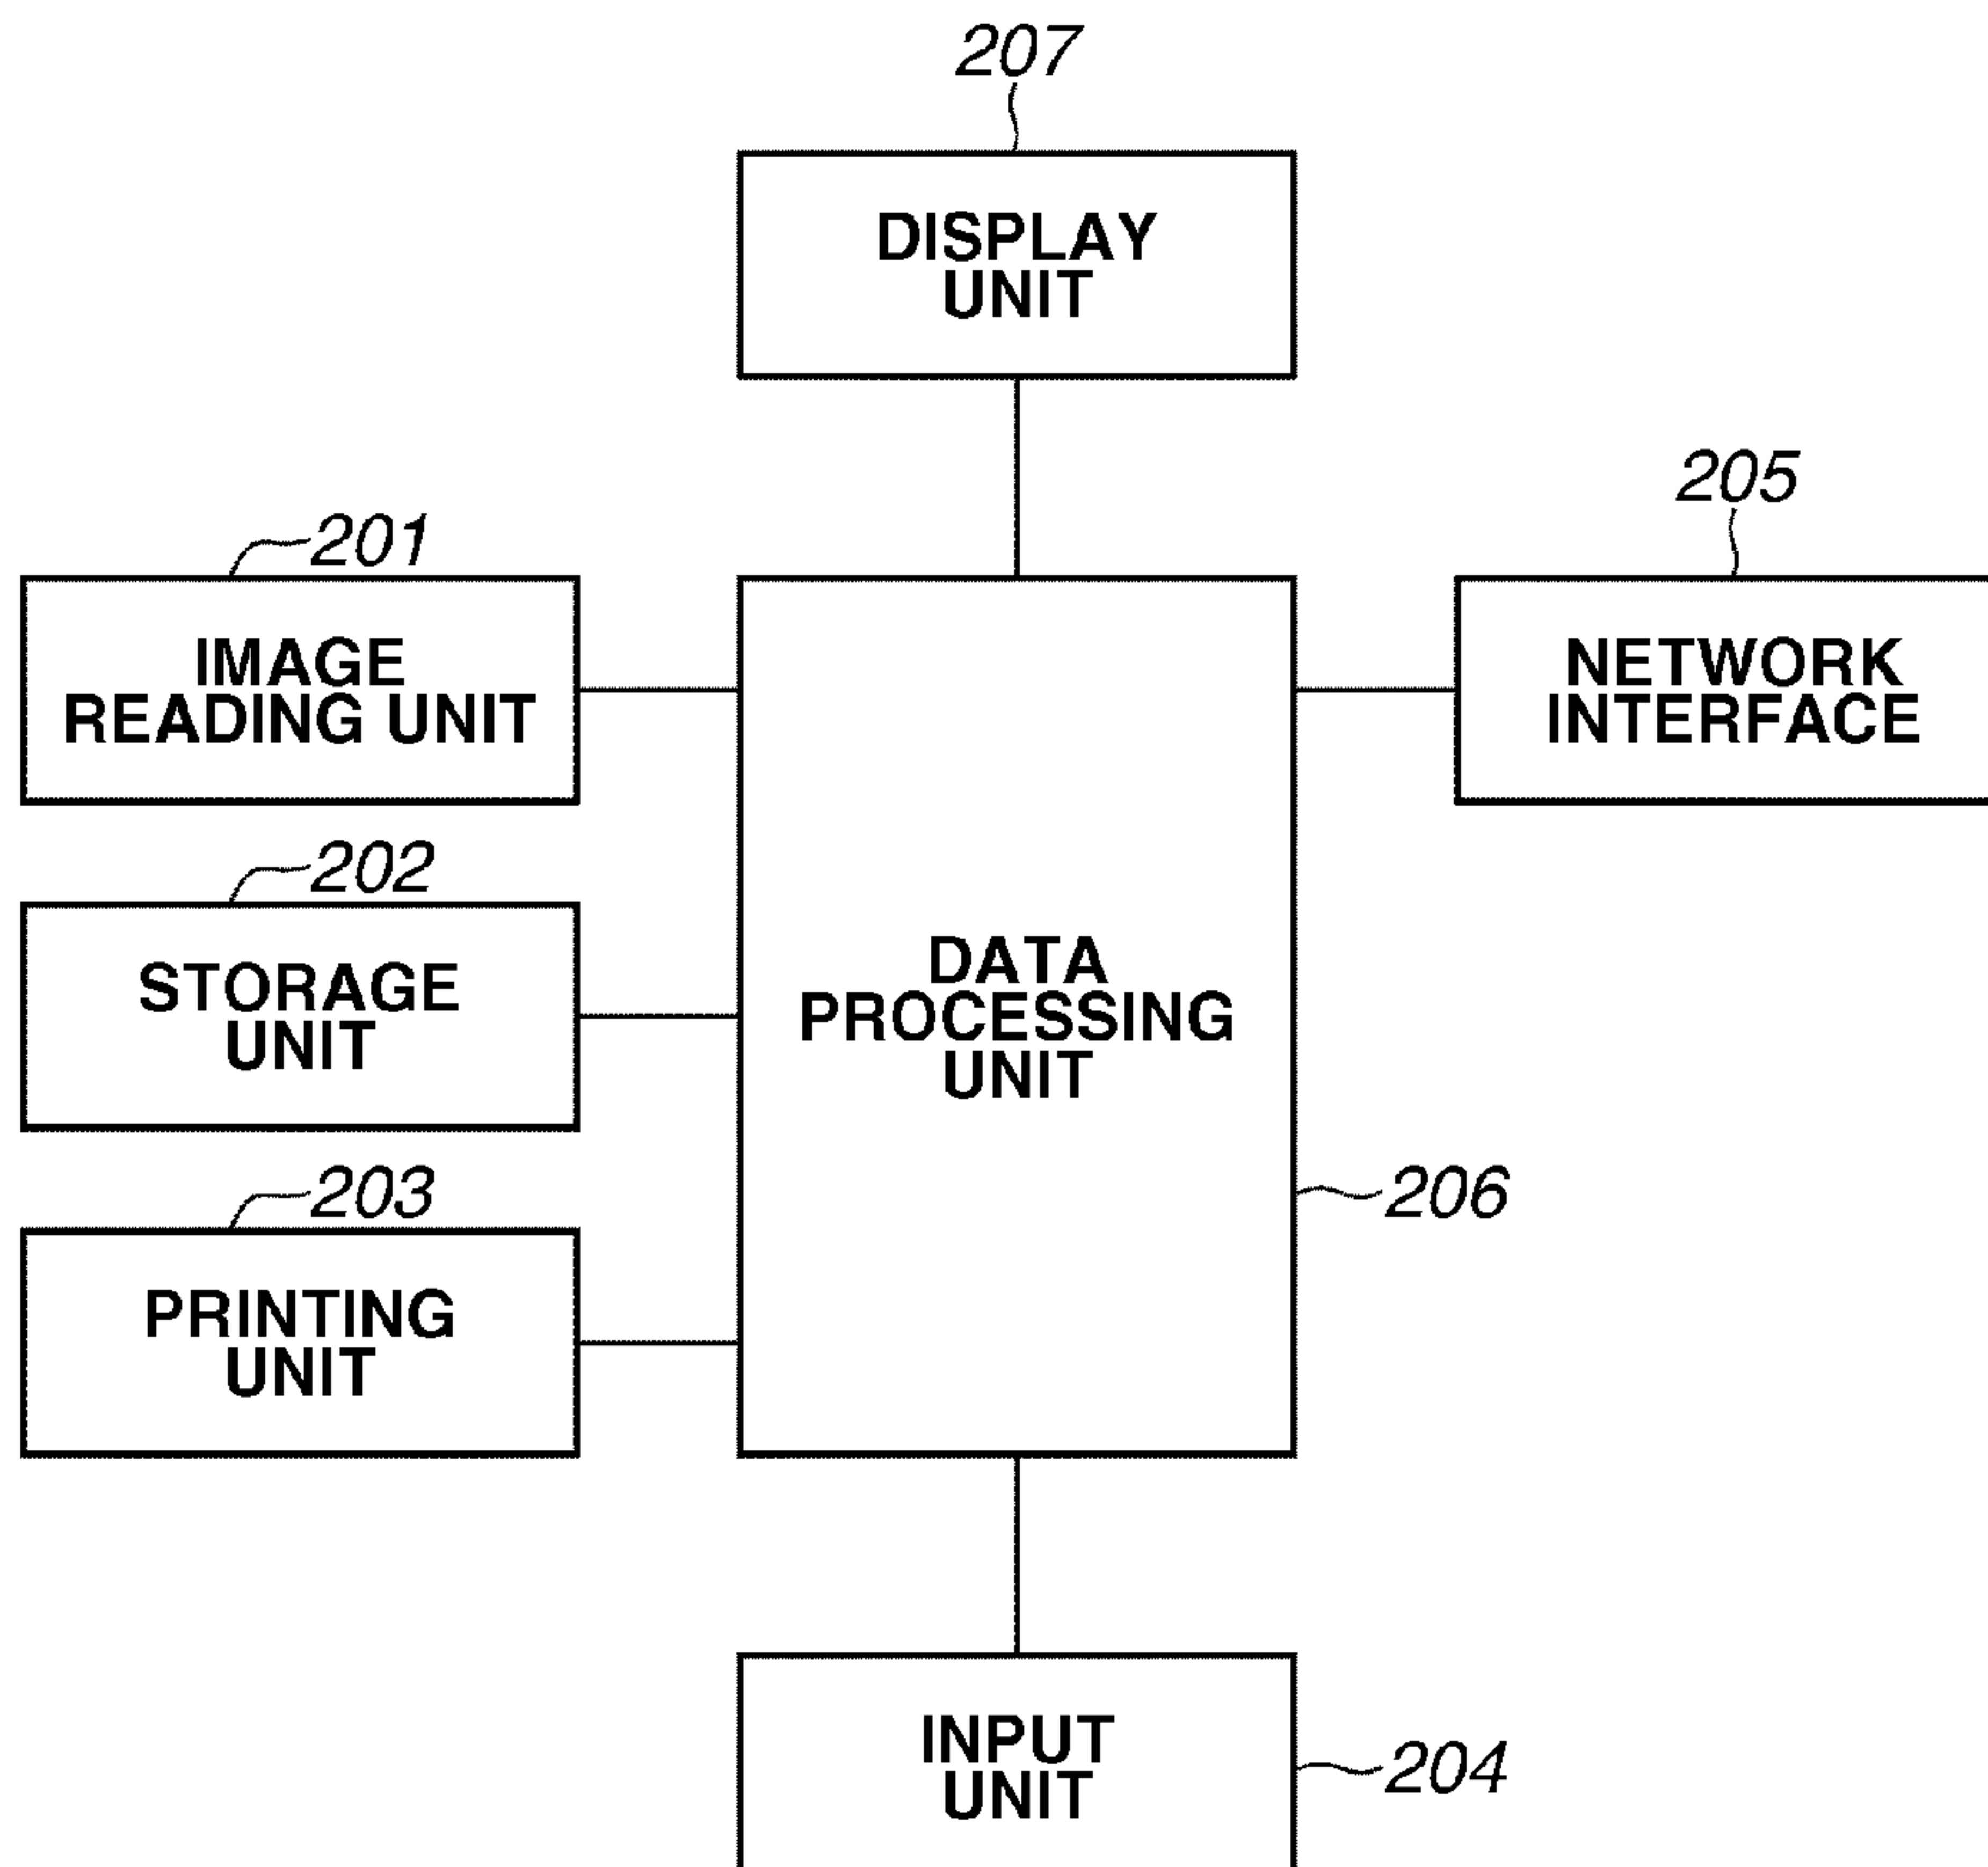 207
DISPLAY
UNIT
205
201
IMAGE
READING UNIT
NETWORK
INTERFACE
202
STORAGE
UNIT
DATA
PROCESSING
UNIT
203
206
PRINTING
UNIT
INPUT
UNIT
204